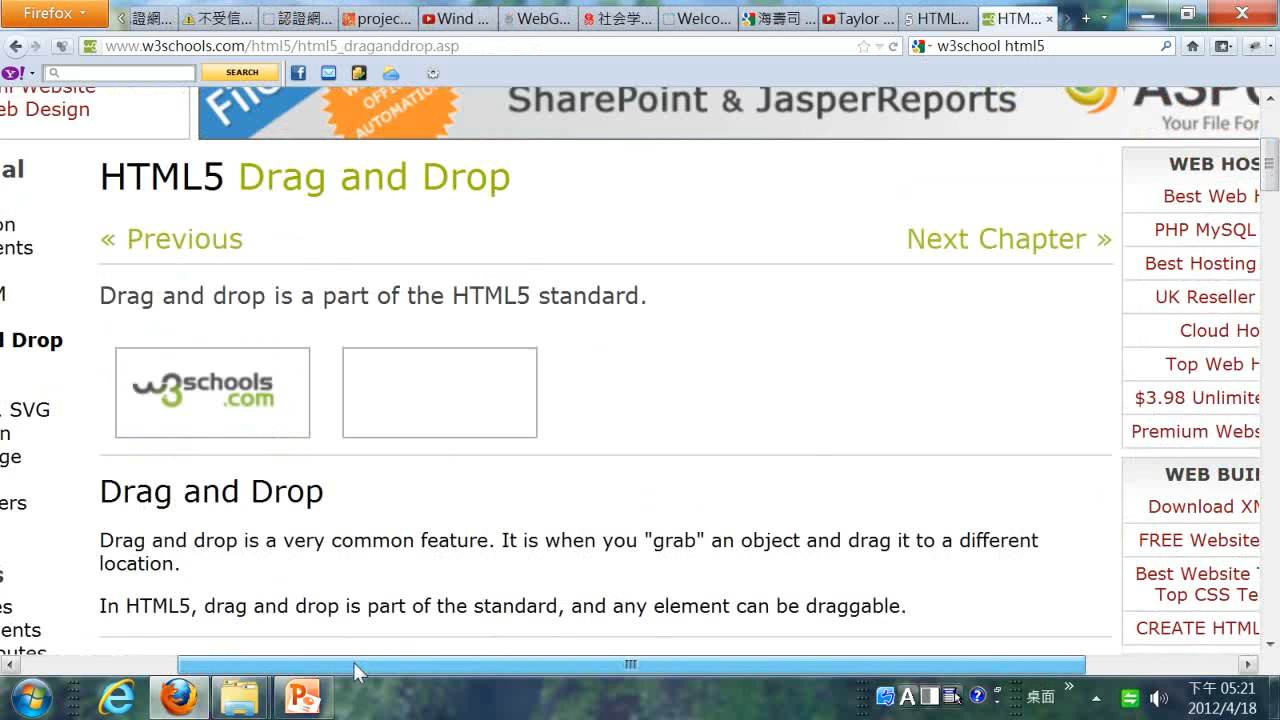 Firefox
證網...
不受信...
認證網...
projec...
Wind ...
WebG...
社会学...
Welco...
海壽司 ...
Taylor ...
HTML...
HTM...
www.w3schools.com/html5/html5_draganddrop.asp
w3school html5
SEARCH
Website
eb Design
OFFI
AUTOMATION
SharePoint & JasperReports
Your File For
al
on
ents
M
l Drop
. SVG
n
ge
ers
s
es
ents
butes
HTML5 Drag and Drop
« Previous
Next Chapter »
Drag and drop is a part of the HTML5 standard.
w3schools
.com
Drag and Drop
Drag and drop is a very common feature. It is when you "grab" an object and drag it to a different
location.
In HTML5, drag and drop is part of the standard, and any element can be draggable.
WEB HOS
Best Web H
PHP MySQL
Best Hosting
UK Reseller
Cloud Ho
Top Web H
$3.98 Unlimite
Premium Webs
WEB BUI
Download XM
FREE Website
Best Website T
Top CSS Te
CREATE HTML
桌面
下午 05:21
2012/4/18